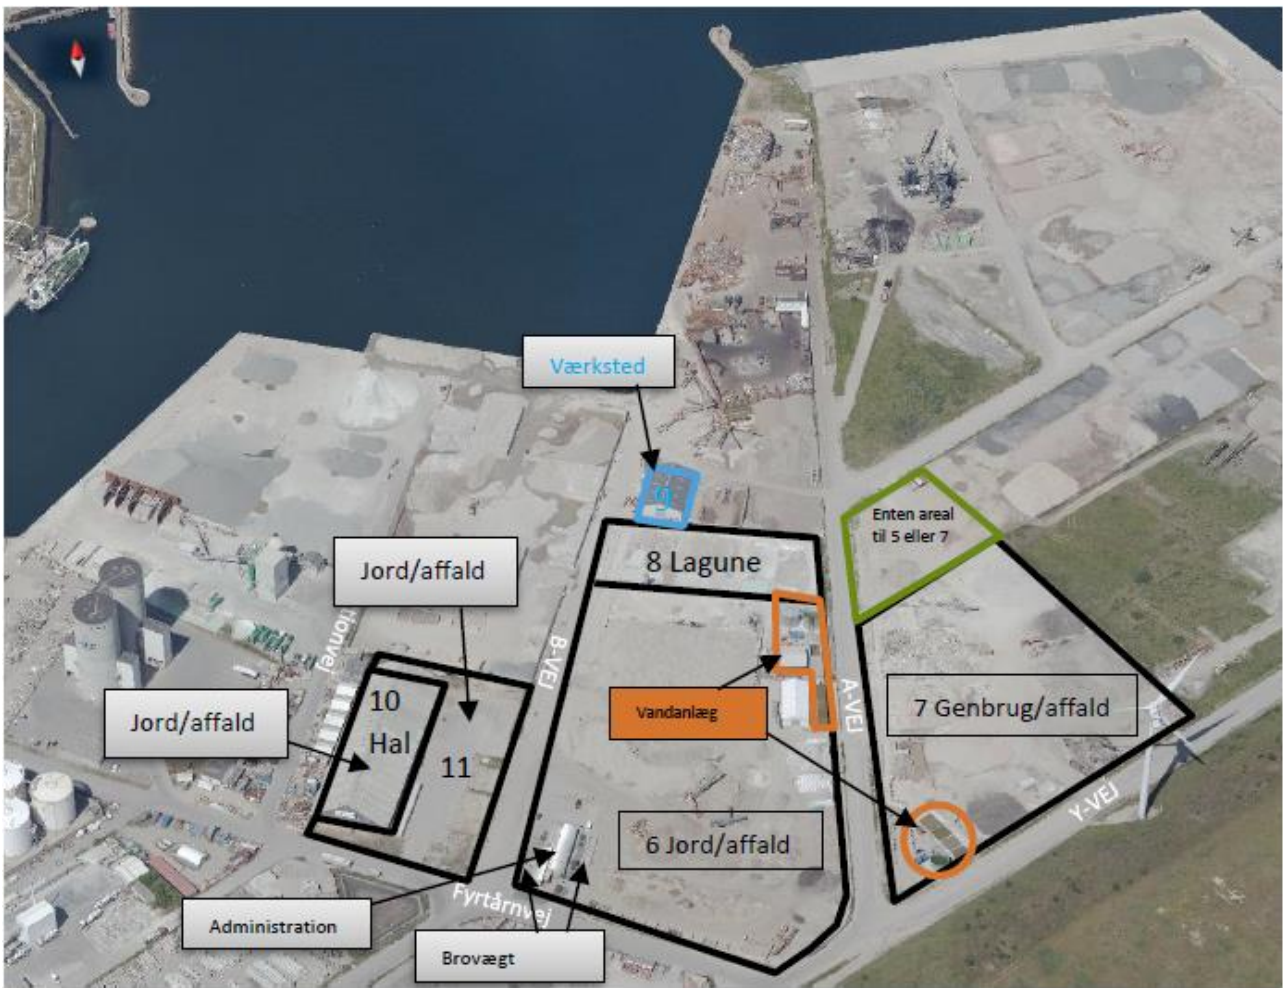 Værksted
5
Enten areal
til 5 eller 7
8 Lagune
Jord/affald
B-VEJ
10
Hal
Jord/affald
11
Vandanlæg
A-VEJ
7 Genbrug/affald
Y-VEJ
6 Jord/affald
Fyrtårnvej
Administration
Brovægt